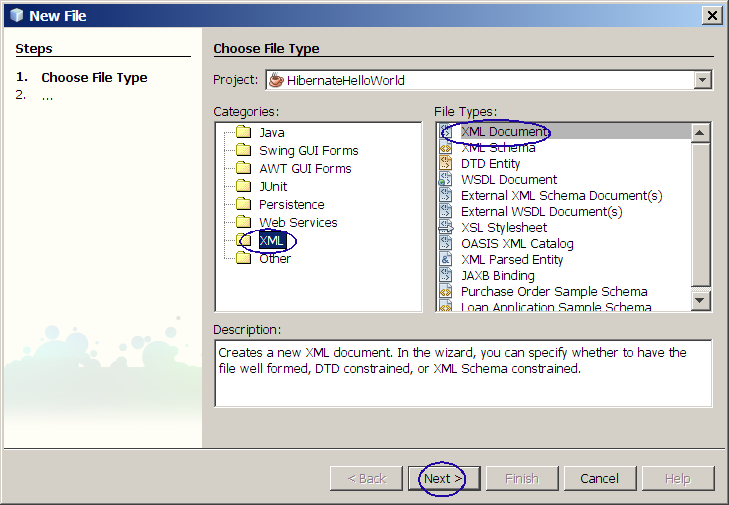 New File
Steps
1. Choose File Type
2. ...
Choose File Type
Project: HibernateHelloWorld
Categories:
Java
Swing GUI Forms
AWT GUI Forms
JUnit
Persistence
Web Services
XML
Other
File Types:
XML Document
XML Schema
DTD Entity
WSDL Document
External XML Schema Document(s)
External WSDL Document(s)
XSL Stylesheet
OASIS XML Catalog
XML Parsed Entity
JAXB Binding
Purchase Order Sample Schema
Loan Application Sample Schema
Description:
Creates a new XML document. In the wizard, you can specify whether to have the
file well formed, DTD constrained, or XML Schema constrained.
< Back Next > Finish Cancel Help